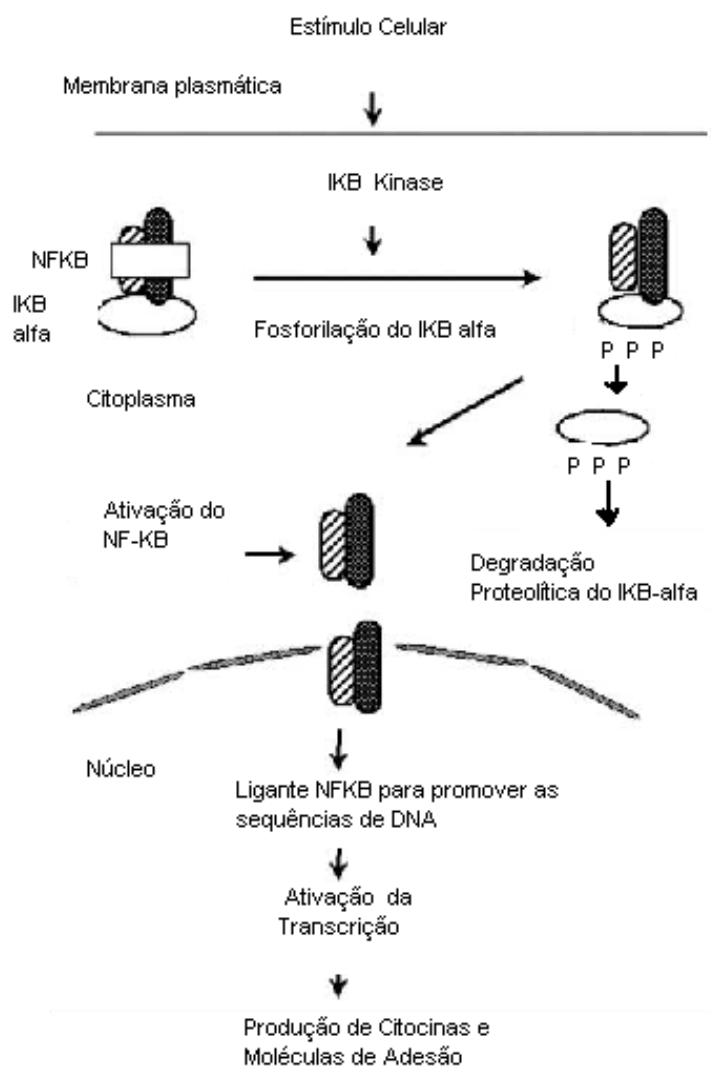 Estímulo Celular
Membrana plasmática
IKB Kinase
NFKB
IKB
alfa
Fosforilação do IKB alfa
P P P
Citoplasma
P P P
Ativação do
NF-KB
Degradação
Proteolítica do IKB-alfa
Núcleo
Ligante NFKB para promover as
sequências de DNA
Ativação da
Transcrição
Produção de Citocinas e
Moléculas de Adesão